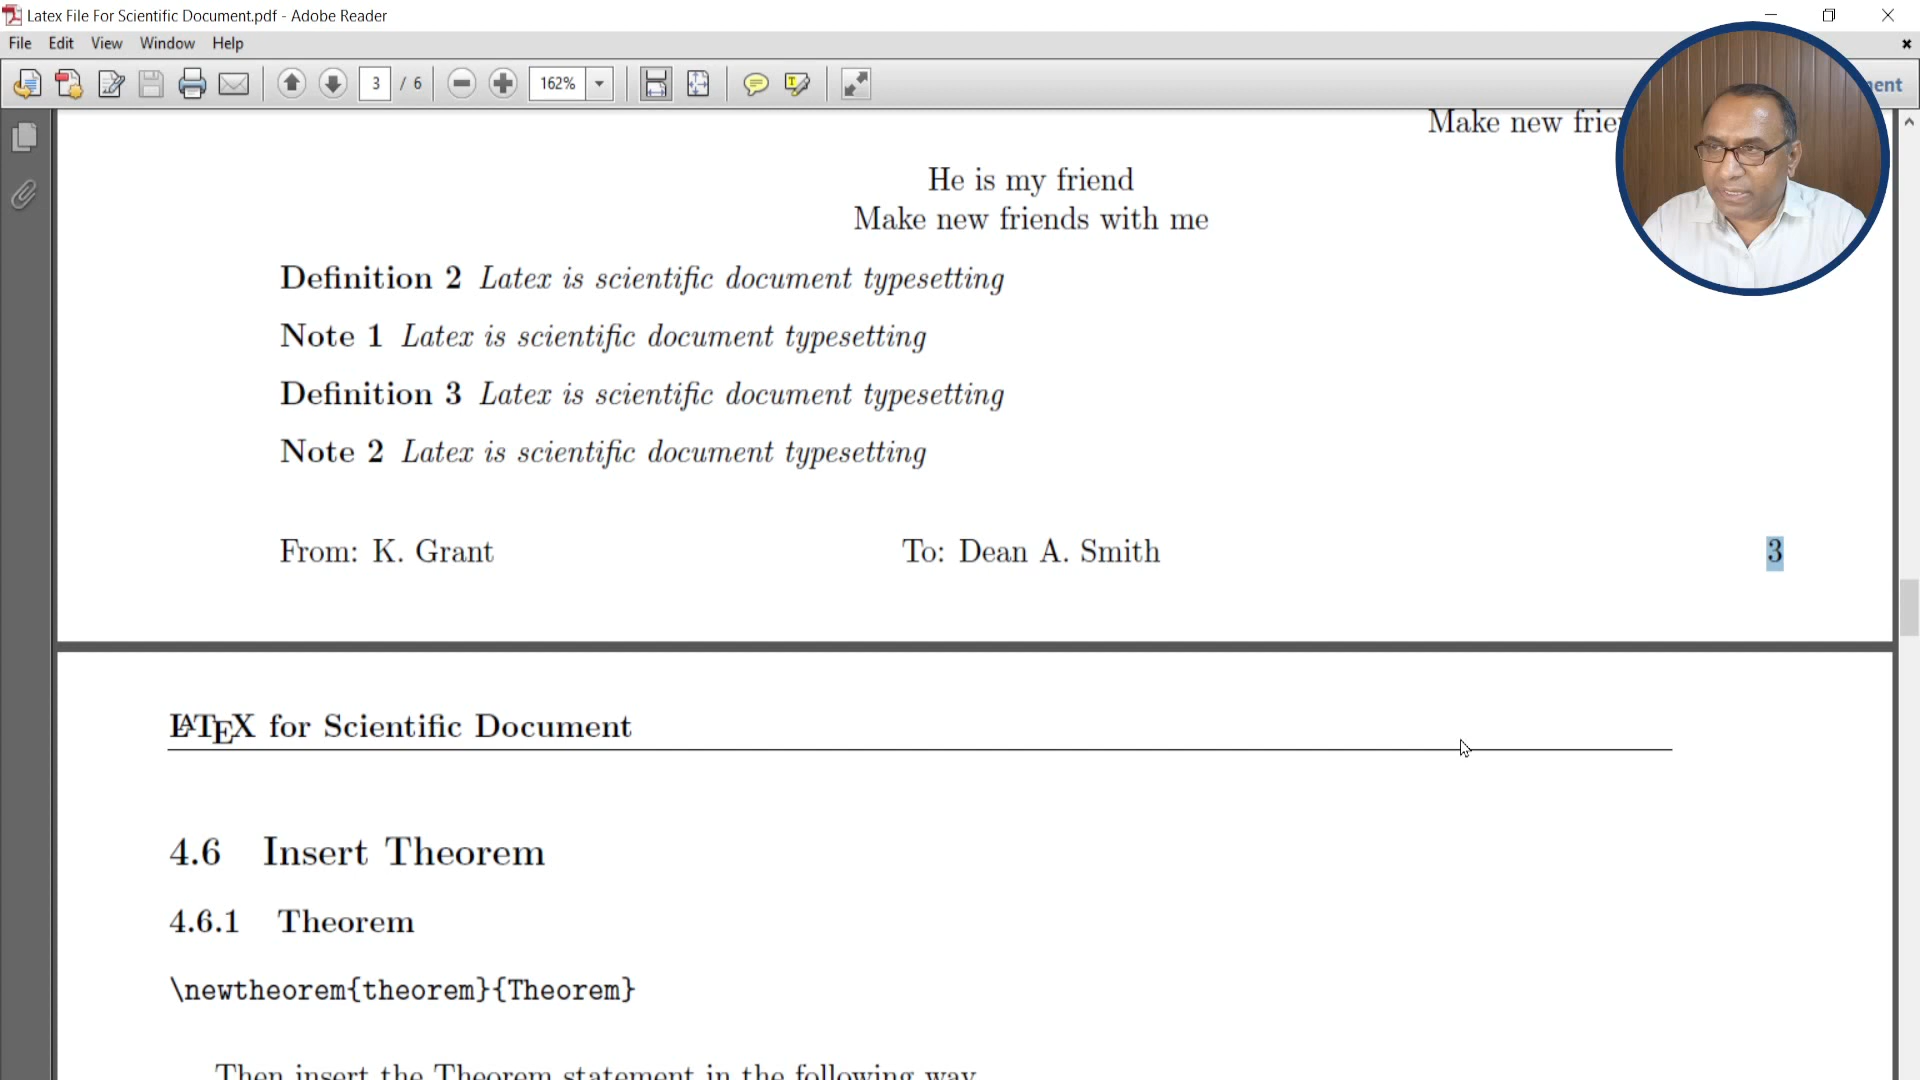 Latex File For Scientific Document.pdf - Adobe Reader
File Edit View Window Help
3 / 6 162%
Make new
He is my friend
Make new friends with me
Definition 2 Latex is scientific document typesetting
Note 1 Latex is scientific document typesetting
Definition 3 Latex is scientific document typesetting
Note 2 Latex is scientific document typesetting
From: K. Grant To: Dean A. Smith 3
LATEX for Scientific Document
4.6 Insert Theorem
4.6.1 Theorem
\newtheorem{theorem}{Theorem}
Then insert the Theorem statement in the following way